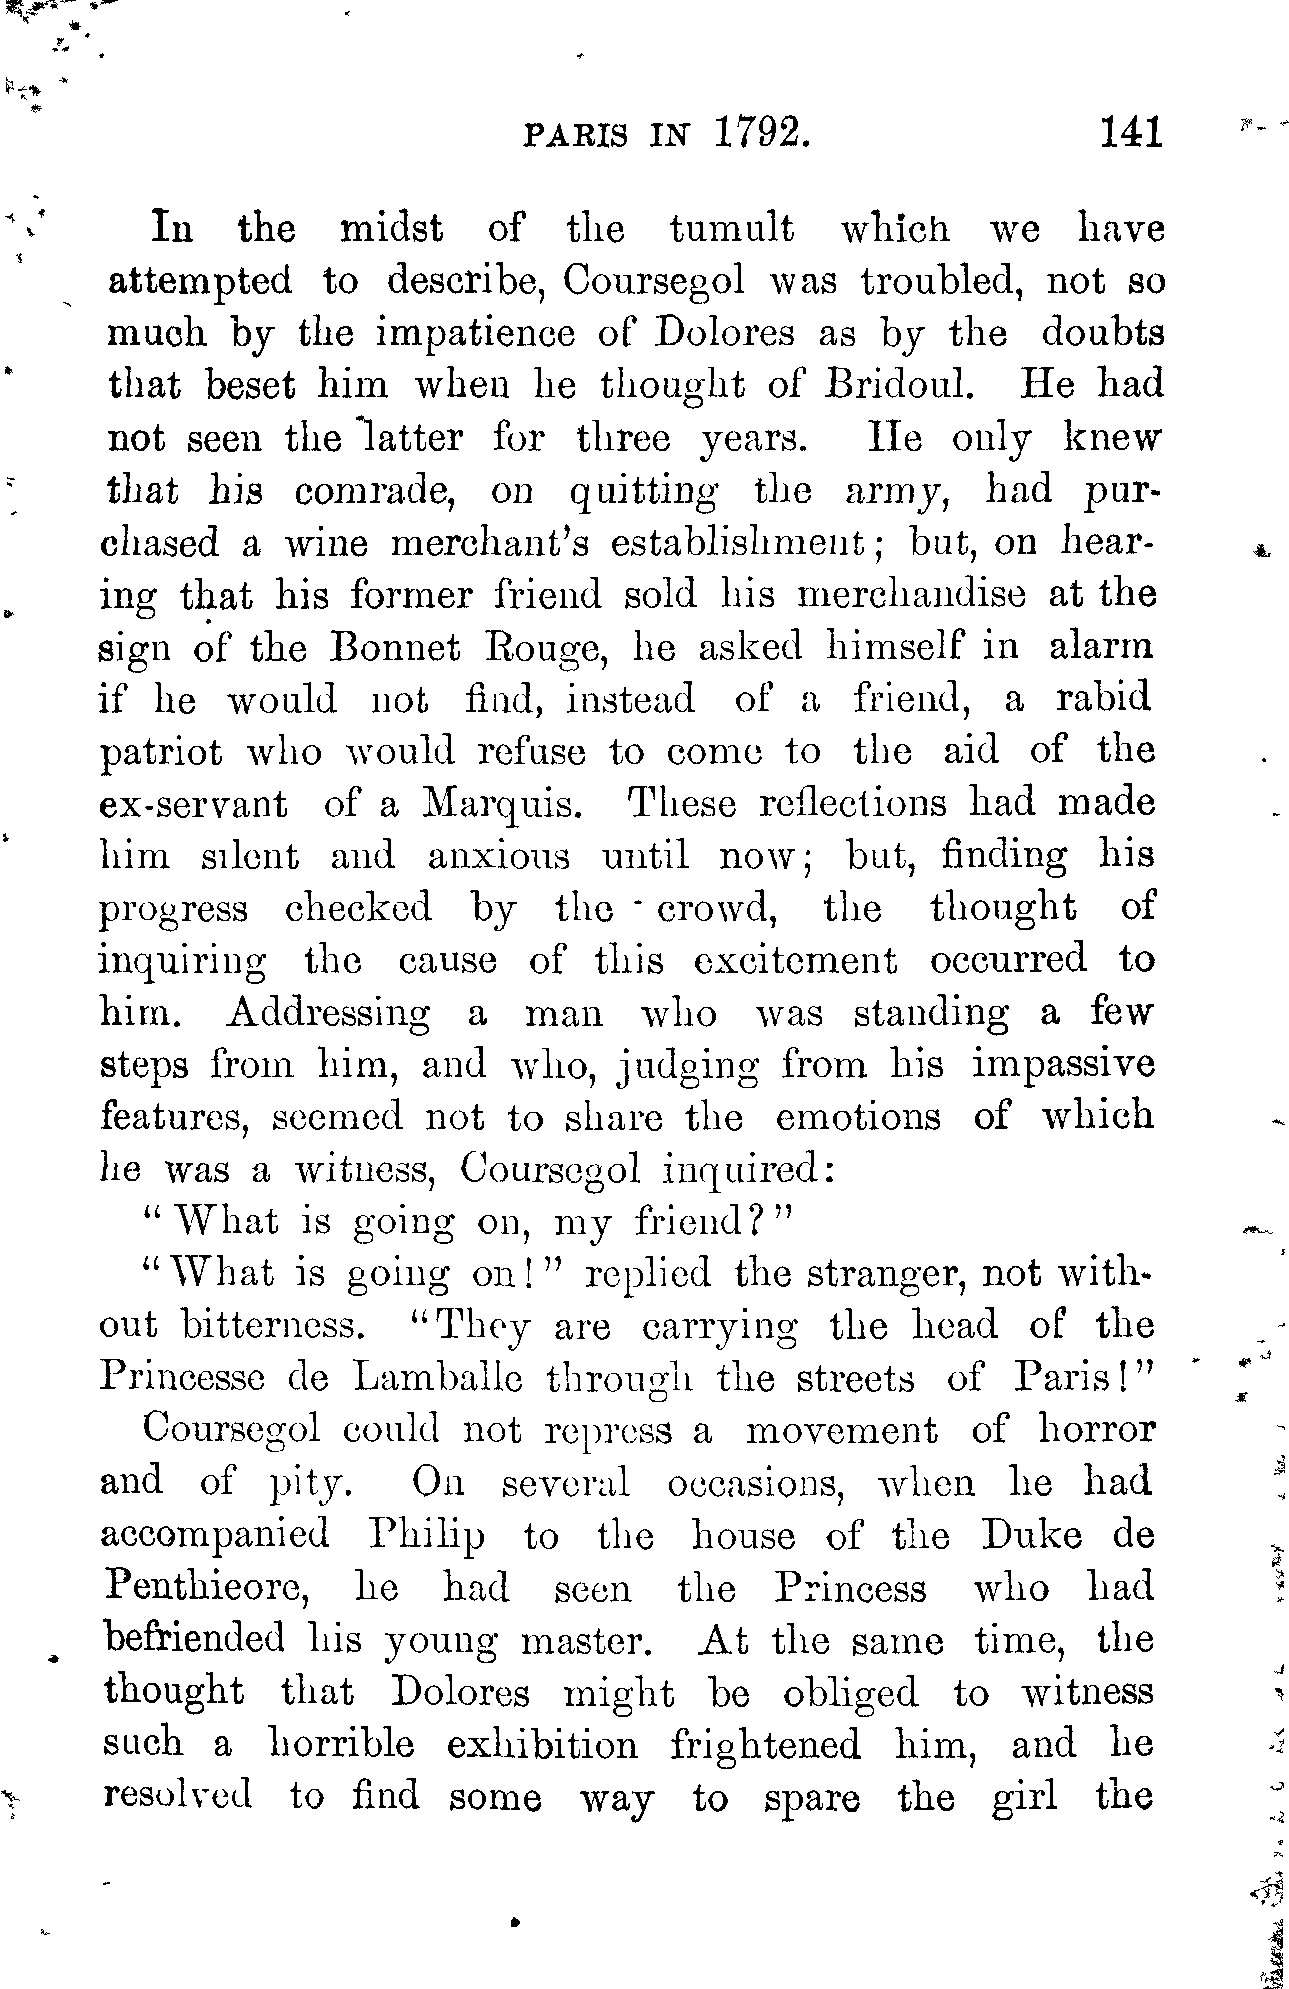 PARIS IN 1792. 141
In the midst of the tumult which we have
attempted to describe, Coursegol was troubled, not so
much by the impatience of Dolores as by the doubts
that beset him when he thought of Bridoul. He had
not seen the latter for three years. He only knew
that his comrade, on quitting the army, had pur-
chased a wine merchant's establishment; but, on hear-
ing that his former friend sold his merchandise at the
sign of the Bonnet Rouge, he asked himself in alarm
if he would not find, instead of a friend, a rabid
patriot who would refuse to come to the aid of the
ex-servant of a Marquis. These reflections had made
him silent and anxious until now; but, finding his
progress checked by the crowd, the thought of
inquiring the cause of this excitement occurred to
him. Addressing a man who was standing a few
steps from him, and who, judging from his impassive
features, seemed not to share the emotions of which
he was a witness, Coursegol inquired:
"What is going on, my friend?"
"What is going on!" replied the stranger, not with-
out bitterness. "They are carrying the head of the
Princesse de Lamballe through the streets of Paris!"
Coursegol could not repress a movement of horror
and of pity. On several occasions, when he had
accompanied Philip to the house of the Duke de
Penthieore, he had seen the Princess who had
befriended his young master. At the same time, the
thought that Dolores might be obliged to witness
such a horrible exhibition frightened him, and he
resolved to find some way to spare the girl the